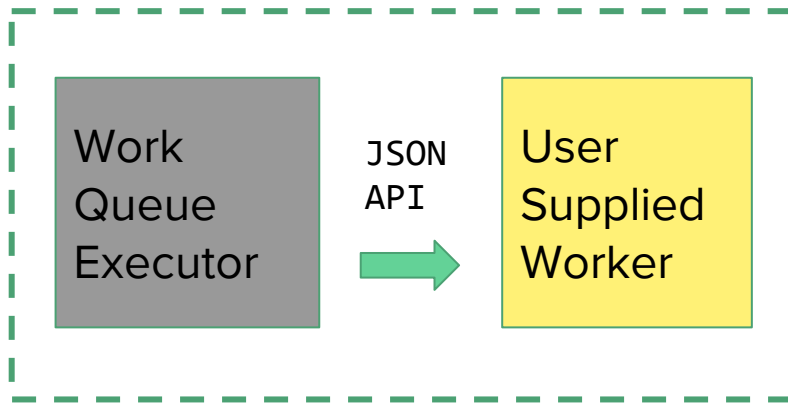 Work
Queue
Executor
JSON
API
User
Supplied
Worker